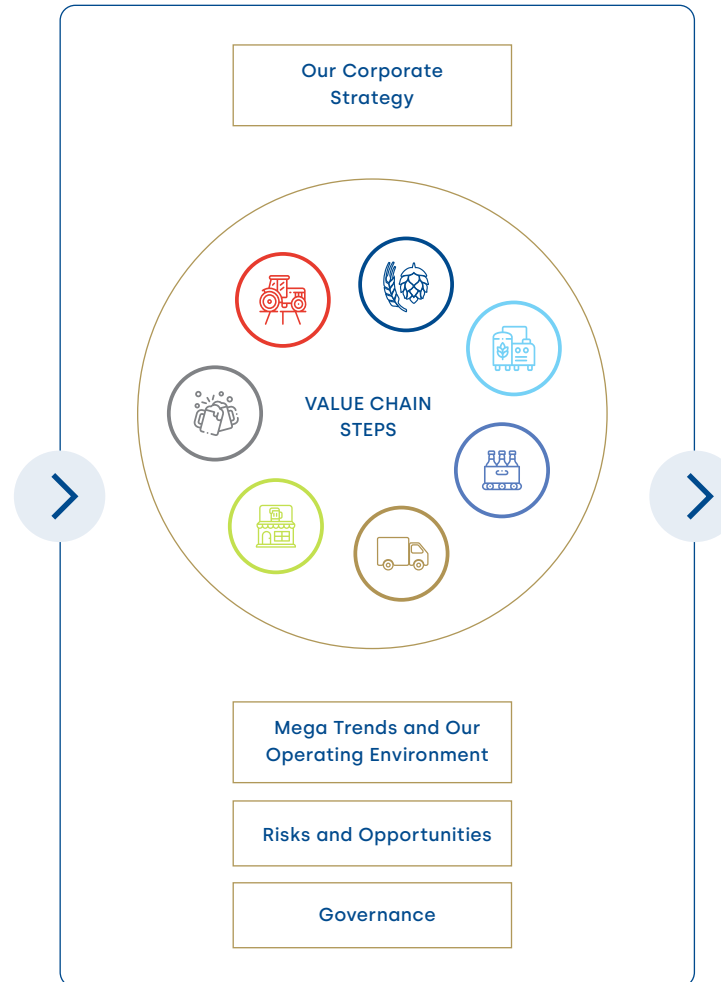 Our Corporate
Strategy
VALUE CHAIN
STEPS
Mega Trends and Our
Operating Environment
Risks and Opportunities
Governance